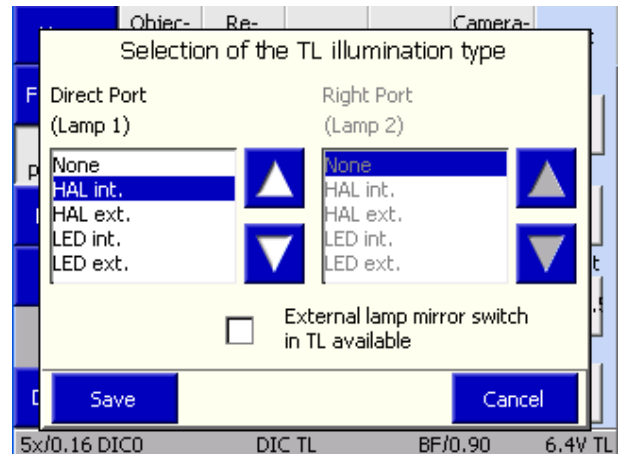 Objec- Re- Camera-
Selection of the TL illumination type
Direct Port
(Lamp 1)
None
HAL int.
HAL ext.
LED int.
LED ext.
Right Port
(Lamp 2)
None
HAL int.
HAL ext.
LED int.
LED ext.
External lamp mirror switch
in TL available
Save Cancel
5x/0.16 DIC0 DIC TL BF/0.90 6.4V TL